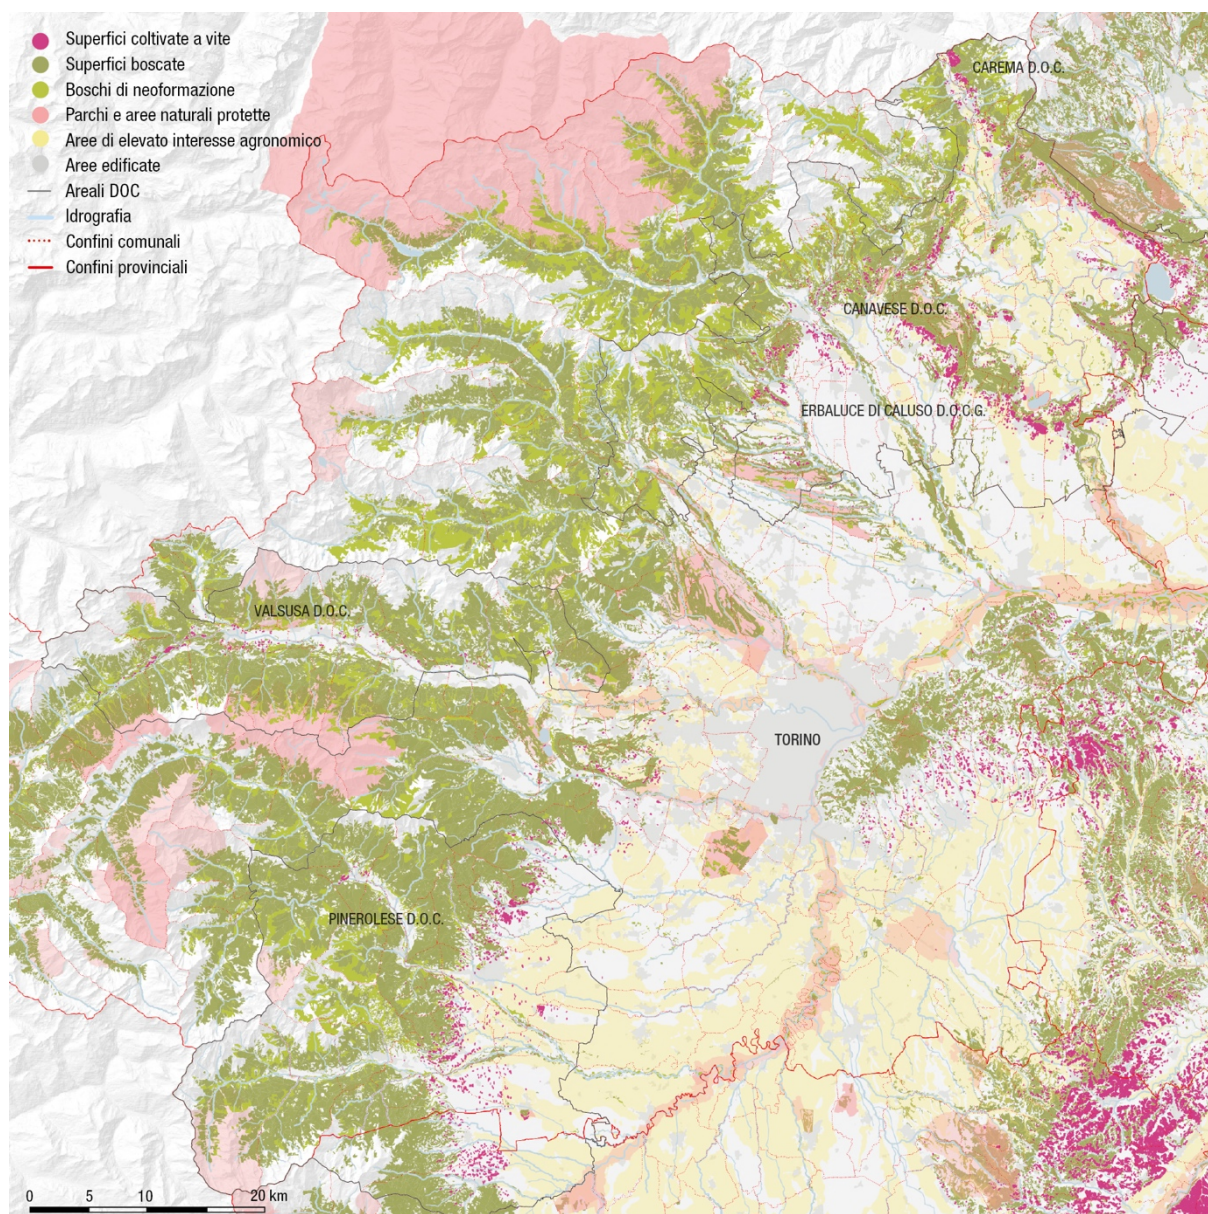 Superfici coltivate a vite
Superfici boscate
Boschi di neoformazione
Parchi e aree naturali protette
Aree di elevato interesse agronomico
Aree edificate
Areali DOC
Idrografia
Confini comunali
Confini provinciali
CAREMA D.O.C.
CANAVESE D.O.C.
ERBALUCE DI CALUSO D.O.C.G.
VALSUSA D.O.C.
TORINO
PINEROLESE D.O.C.
0 5 10 20 km